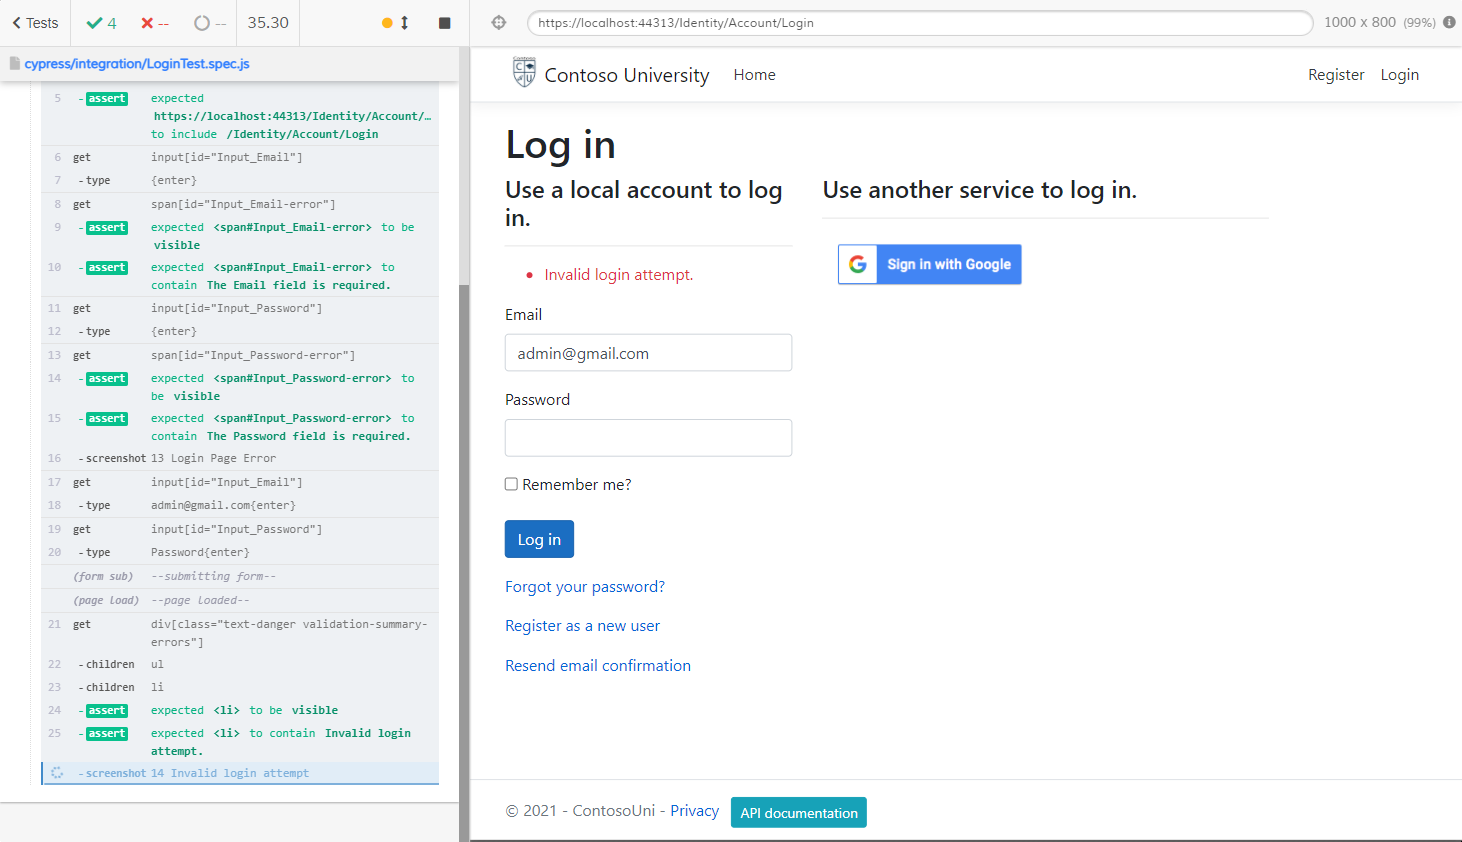 Tests 4 -- -- 35.30
cypress/integration/LoginTest.spec.js
5 -assert expected
https://localhost:44313/Identity/Account/…
to include /Identity/Account/Login
6 get input[id="Input_Email"]
7 -type {enter}
8 get span[id="Input_Email-error"]
9 -assert expected <span#Input_Email-error> to be
visible
10 -assert expected <span#Input_Email-error> to
contain The Email field is required.
11 get input[id="Input_Password"]
12 -type {enter}
13 get span[id="Input_Password-error"]
14 -assert expected <span#Input_Password-error> to
be visible
15 -assert expected <span#Input_Password-error> to
contain The Password field is required.
16 -screenshot 13 Login Page Error
17 get input[id="Input_Email"]
18 -type admin@gmail.com{enter}
19 get input[id="Input_Password"]
20 -type Password{enter}
(form sub) --submitting form--
(page load) --page loaded--
21 get div[class="text-danger validation-summary-
errors"]
22 -children ul
23 -children li
24 -assert expected <li> to be visible
25 -assert expected <li> to contain Invalid login
attempt.
-screenshot 14 Invalid login attempt
https://localhost:44313/Identity/Account/Login
1000 x 800 (99%)
Contoso University Home Register Login
Log in
Use a local account to log
in.
Invalid login attempt.
Email
admin@gmail.com
Password
Remember me?
Log in
Forgot your password?
Register as a new user
Resend email confirmation
Use another service to log in.
Sign in with Google
© 2021 - ContosoUni - Privacy API documentation